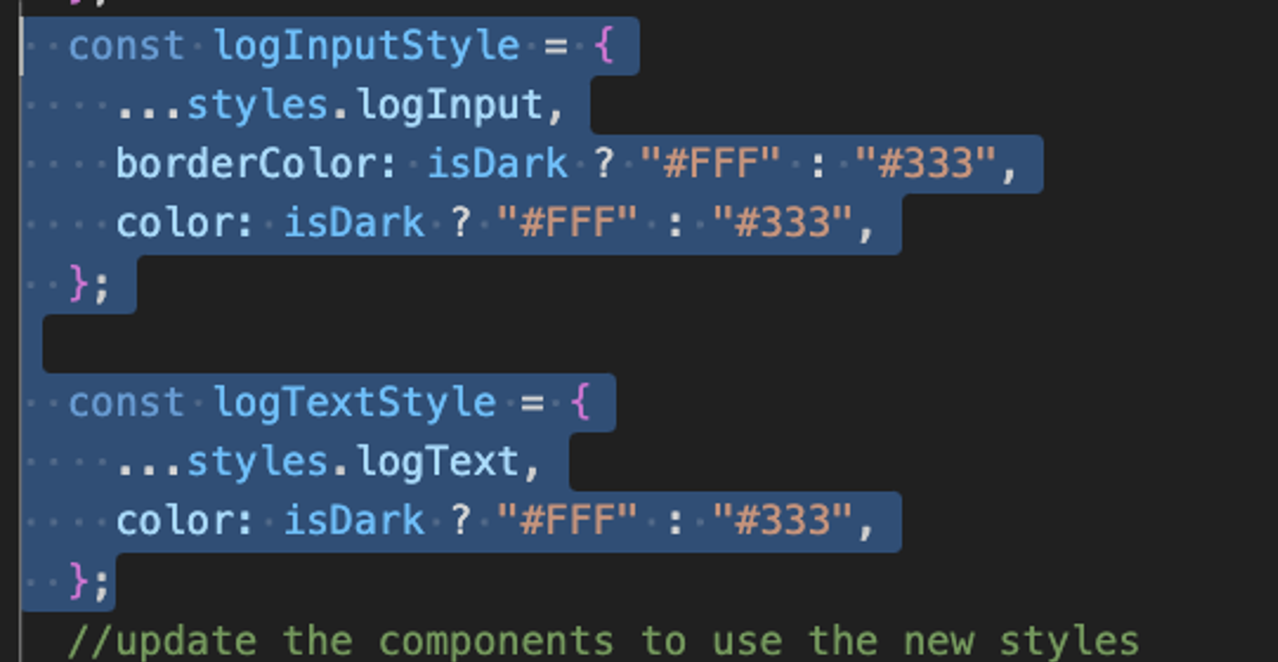 };
  const logInputStyle = {
    ...styles.logInput,
    borderColor: isDark ? "#FFF" : "#333",
    color: isDark ? "#FFF" : "#333",
  };

  const logTextStyle = {
    ...styles.logText,
    color: isDark ? "#FFF" : "#333",
  };
  //update the components to use the new styles